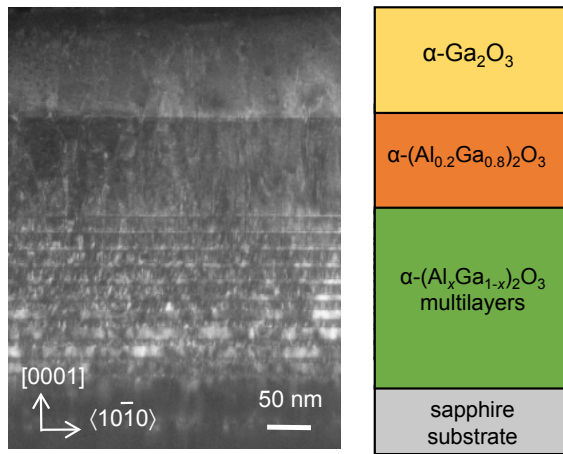 [0001]
⟨101̄0⟩
50 nm
α-Ga₂O₃
α-(Al₀.₂Ga₀.₈)₂O₃
α-(AlₓGa₁₋ₓ)₂O₃
multilayers
sapphire
substrate